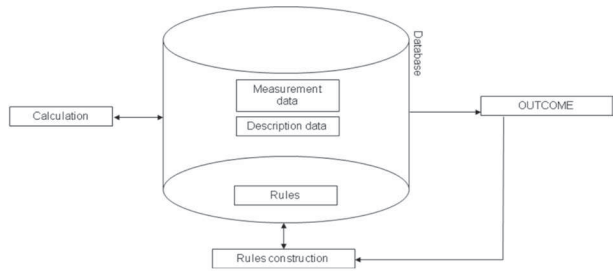 Database
Measurement
data
Description data
Calculation
OUTCOME
Rules
Rules construction